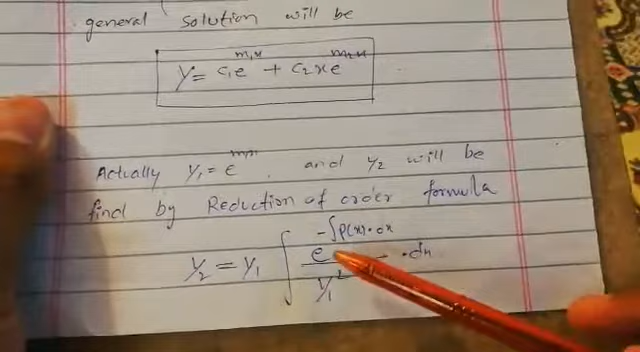 general solution will be
y = c₁e^{m₁x} + c₂xe^{m₂x}
Actually y₁ = e^{m₁x} . and y₂ will be
find by Reduction of order formula
y₂ = y₁ ∫ e^{-∫P(x)·dx} / y₁² · dx